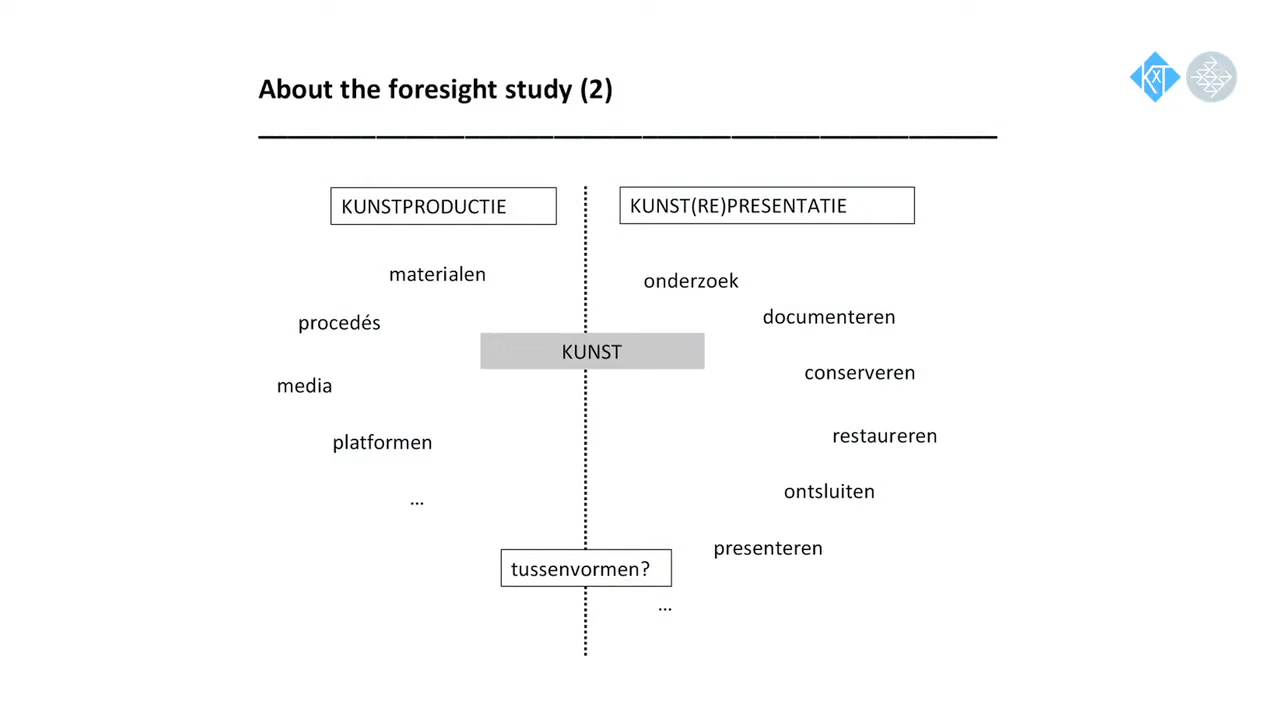 About the foresight study (2)
KXT
KUNSTPRODUCTIE
KUNST(RE)PRESENTATIE
materialen
onderzoek
procedés
documenteren
KUNST
media
conserveren
platformen
restaureren
...
ontsluiten
presenteren
tussenvormen?
...